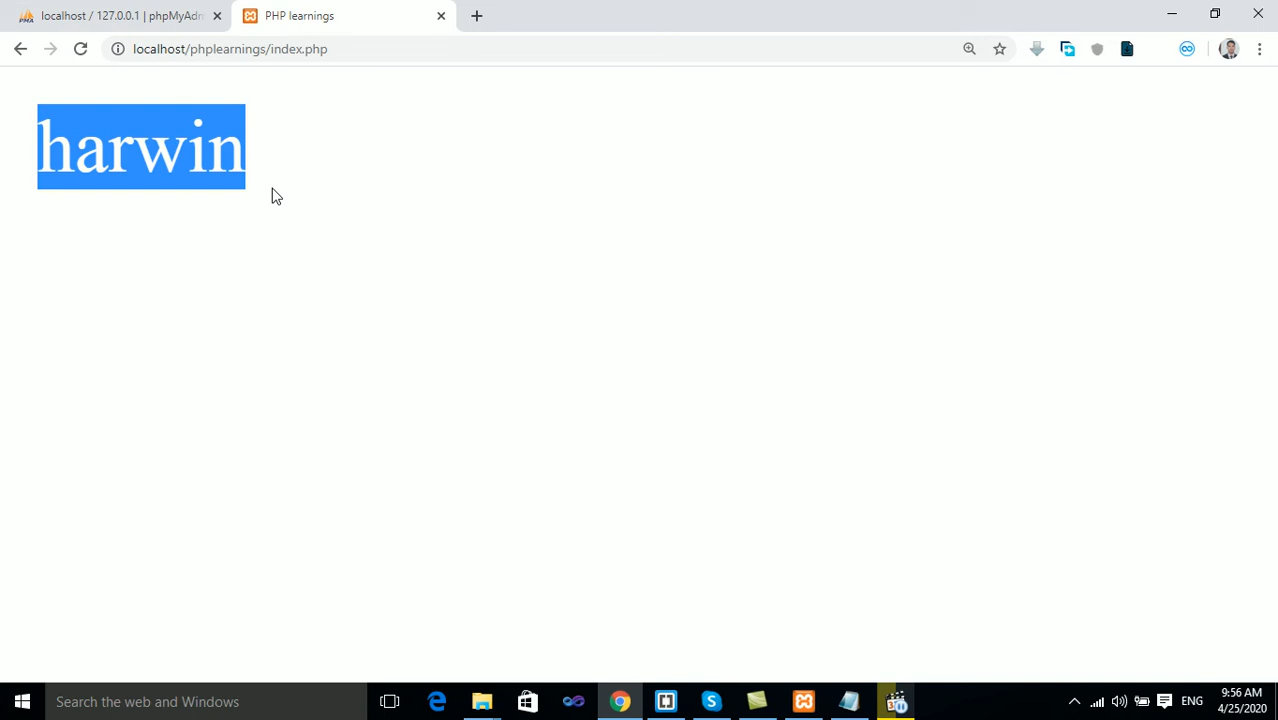 localhost / 127.0.0.1 | phpMyAdm
PHP learnings
localhost/phplearnings/index.php
harwin
Search the web and Windows
ENG
9:56 AM
4/25/2020